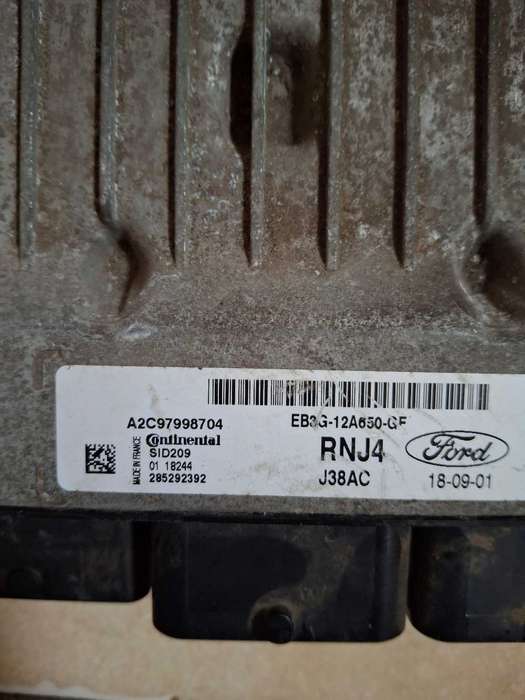 A2C97998704
EB3G-12A650-GF
MADE IN FRANCE
Continental
SID209
01 18244
285292392
RNJ4
J38AC
Ford
18-09-01